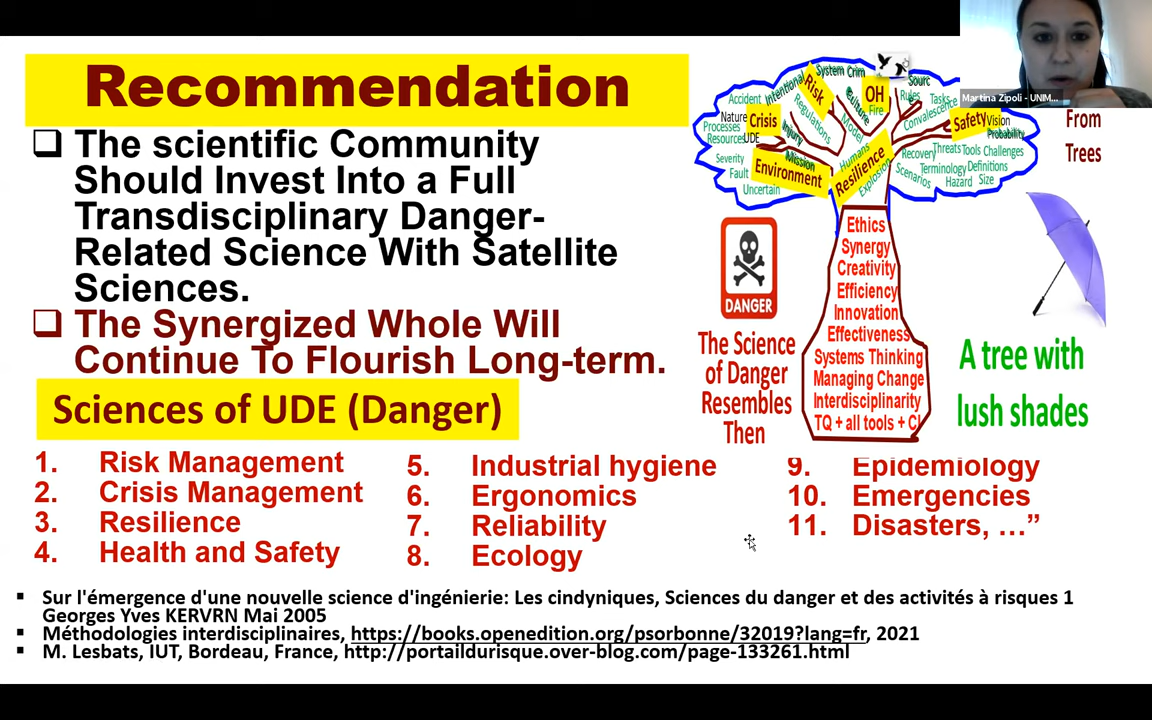 Recommendation
❑ The scientific Community
Should Invest Into a Full
Transdisciplinary Danger-
Related Science With Satellite
Sciences.
❑ The Synergized Whole Will
Continue To Flourish Long-term.
Sciences of UDE (Danger)
1. Risk Management
2. Crisis Management
3. Resilience
4. Health and Safety
5. Industrial hygiene
6. Ergonomics
7. Reliability
8. Ecology
9. Epidemiology
10. Emergencies
11. Disasters, …”
▪ Sur l'émergence d'une nouvelle science d'ingénierie: Les cindyniques, Sciences du danger et des activités à risques 1
Georges Yves KERVRN Mai 2005
▪ Méthodologies interdisciplinaires, https://books.openedition.org/psorbonne/32019?lang=fr, 2021
▪ M. Lesbats, IUT, Bordeau, France, http://portaildurisque.over-blog.com/page-133261.html
Martina Zipoli - UNIM...
From
Trees
System Crim
Intentional
Accident
Risk
Culture
OH
Fire
Sourc
Rules
Tasks
Convalescence
Nature
Crisis
Regulations
Model
Safety
Vision
Probability
Processes
Resources
UDE
Injury
Humans
Threats Tools Challenges
Recovery
Severity
Mission
Environment
Resilience
Terminology
Definitions
Fault
Explosion
Scenarios
Hazard
Size
Uncertain
DANGER
The Science
of Danger
Resembles
Then
Ethics
Synergy
Creativity
Efficiency
Innovation
Effectiveness
Systems Thinking
Managing Change
Interdisciplinarity
TQ + all tools + CI
A tree with
lush shades